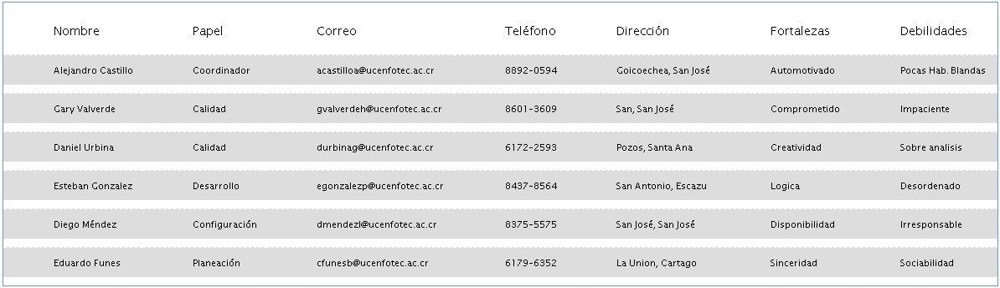 Nombre Papel Correo Teléfono Dirección Fortalezas Debilidades
Alejandro Castillo Coordinador acastilloa@ucenfotec.ac.cr 8892-0594 Goicoechea, San José Automotivado Pocas Hab. Blandas
Gary Valverde Calidad gvalverdeh@ucenfotec.ac.cr 8601-3609 San, San José Comprometido Impaciente
Daniel Urbina Calidad durbinag@ucenfotec.ac.cr 6172-2593 Pozos, Santa Ana Creatividad Sobre analisis
Esteban Gonzalez Desarrollo egonzalezp@ucenfotec.ac.cr 8437-8564 San Antonio, Escazu Logica Desordenado
Diego Méndez Configuración dmendezl@ucenfotec.ac.cr 8375-5575 San José, San José Disponibilidad Irresponsable
Eduardo Funes Planeación cfunesb@ucenfotec.ac.cr 6179-6352 La Union, Cartago Sinceridad Sociabilidad